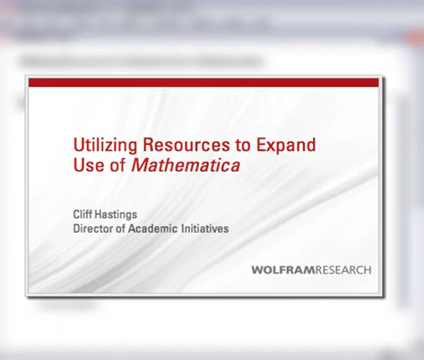 Utilizing Resources to Expand
Use of Mathematica
Cliff Hastings
Director of Academic Initiatives
WOLFRAMRESEARCH